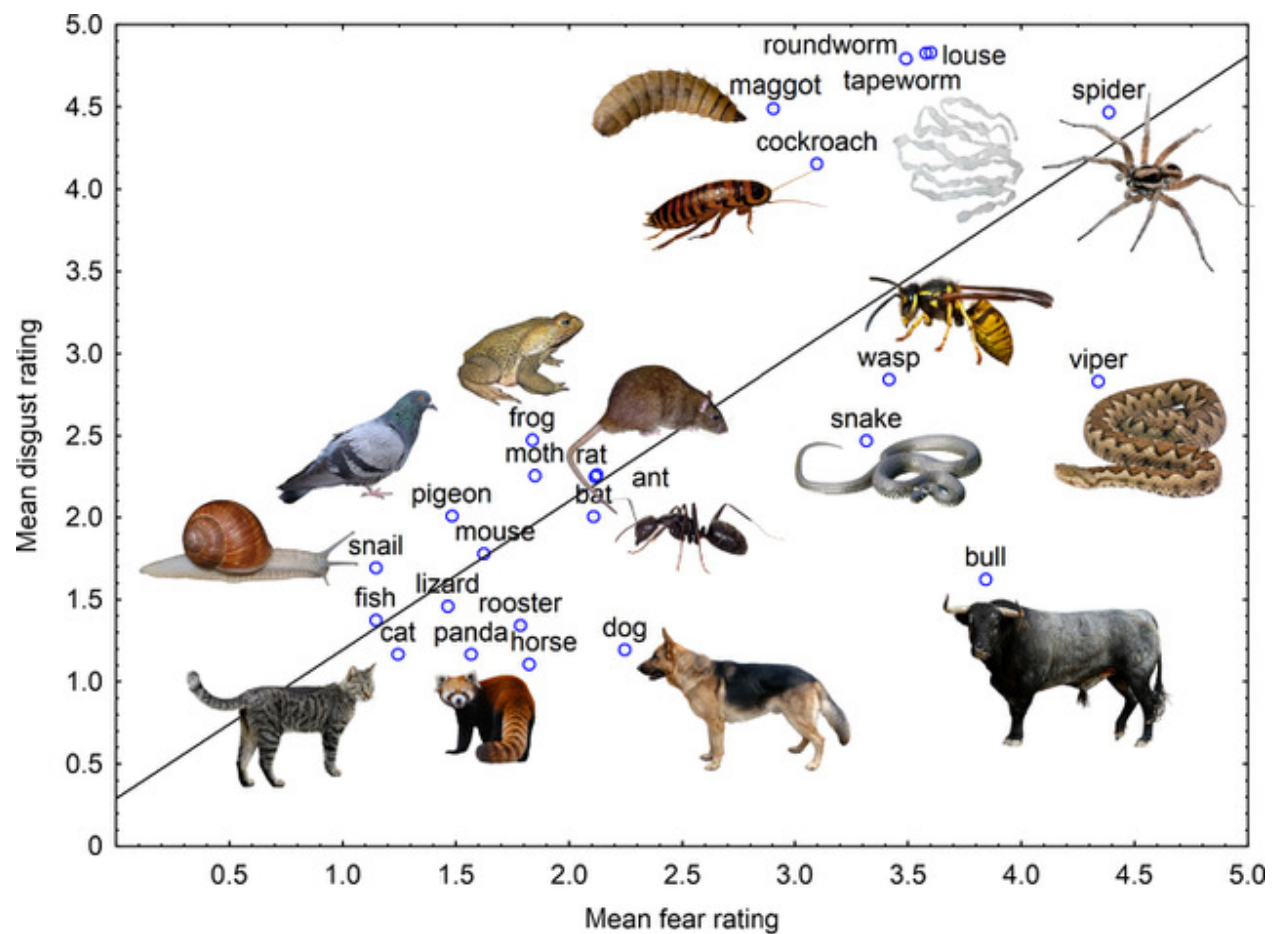 5.0
roundworm
louse
maggot
tapeworm
spider
4.5
cockroach
4.0
3.5
Mean disgust rating
3.0
wasp
viper
frog
snake
2.5
moth
rat
ant
pigeon
bat
2.0
mouse
snail
bull
lizard
1.5
fish
rooster
cat
panda
horse
dog
1.0
0.5
0
0.5
1.0
1.5
2.0
2.5
3.0
3.5
4.0
4.5
5.0
Mean fear rating